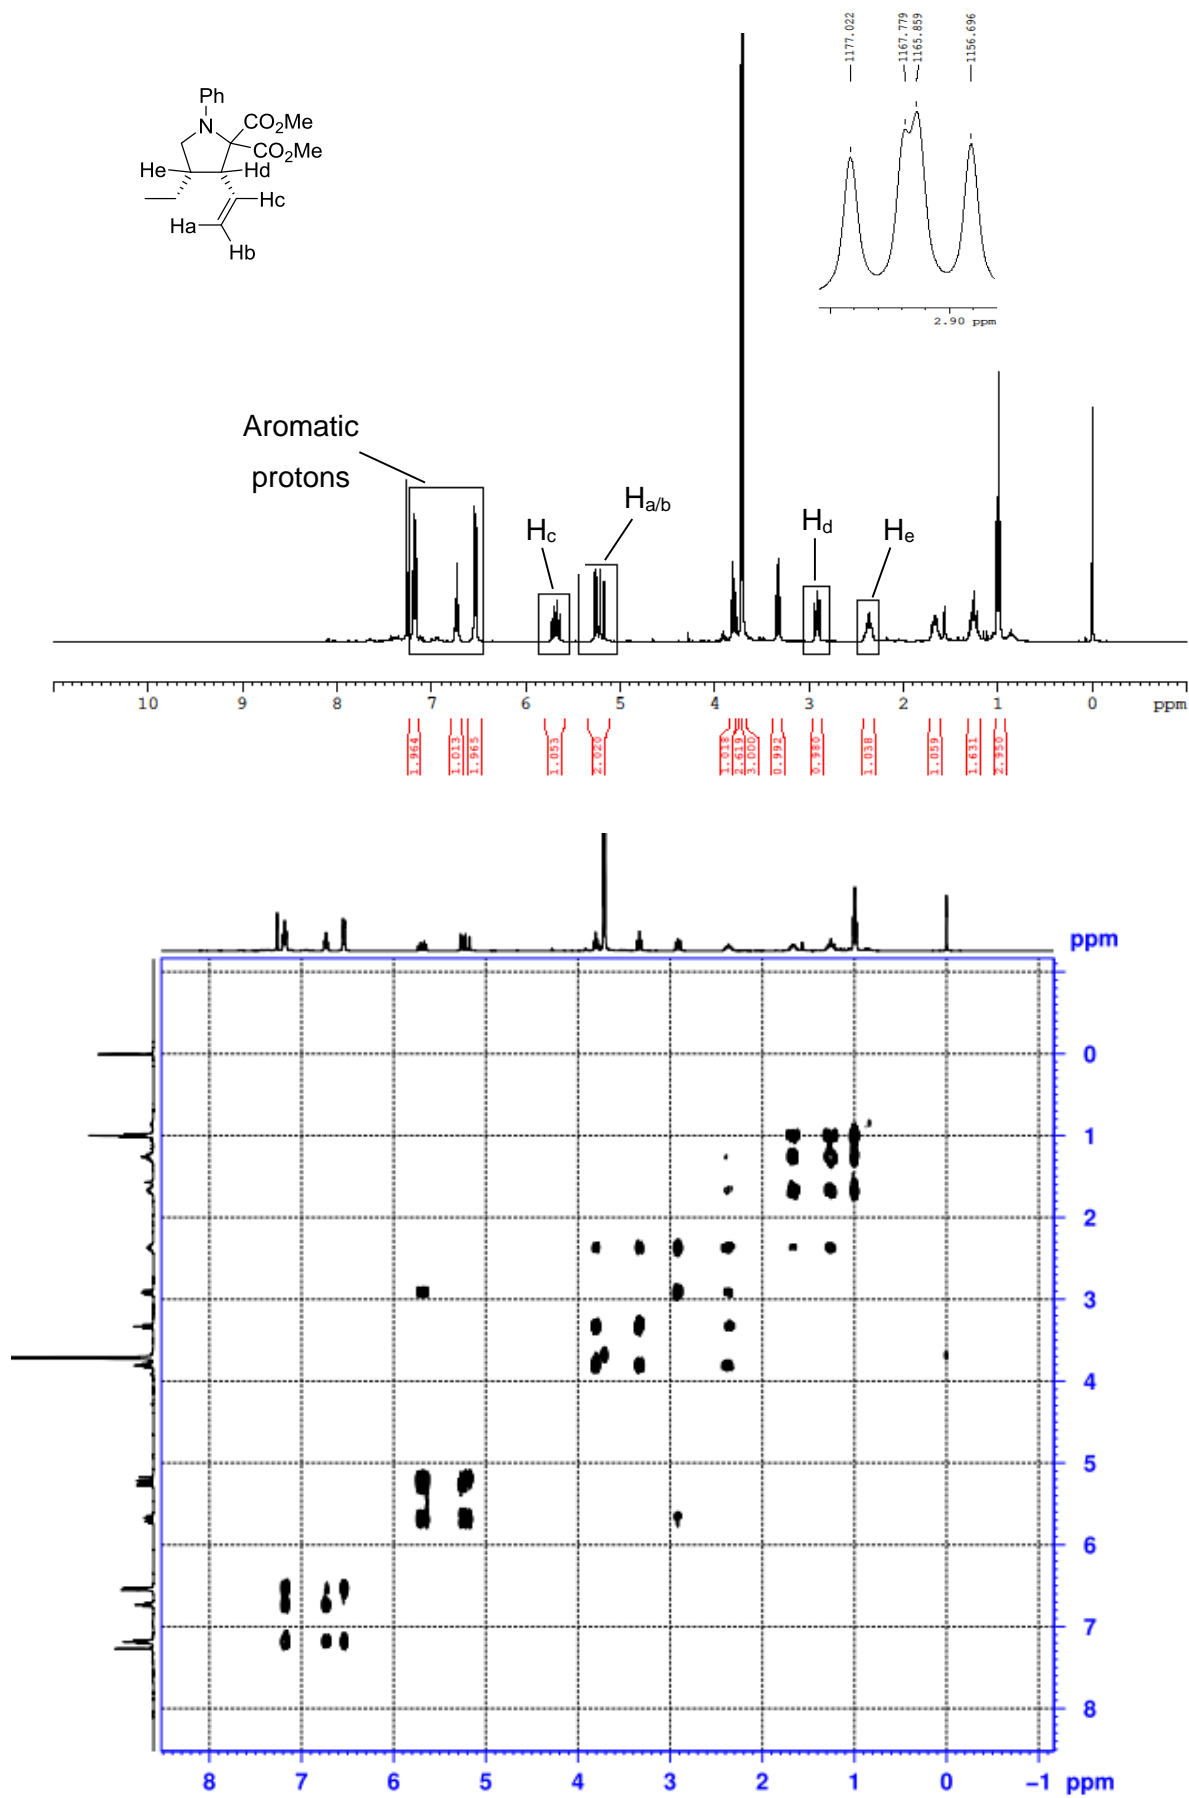 1177.022
1167.779
1165.859
1156.696
2.90 ppm
Ph
N
CO2Me
CO2Me
He
Hd
Hc
Ha
Hb
Aromatic
protons
Hc
Ha/b
Hd
He
10 9 8 7 6 5 4 3 2 1 0 ppm
1.964
1.013
1.965
1.053
2.020
1.018
2.619
3.000
0.992
0.980
1.038
1.059
1.631
2.950
ppm
0
1
2
3
4
5
6
7
8
8 7 6 5 4 3 2 1 0 −1 ppm